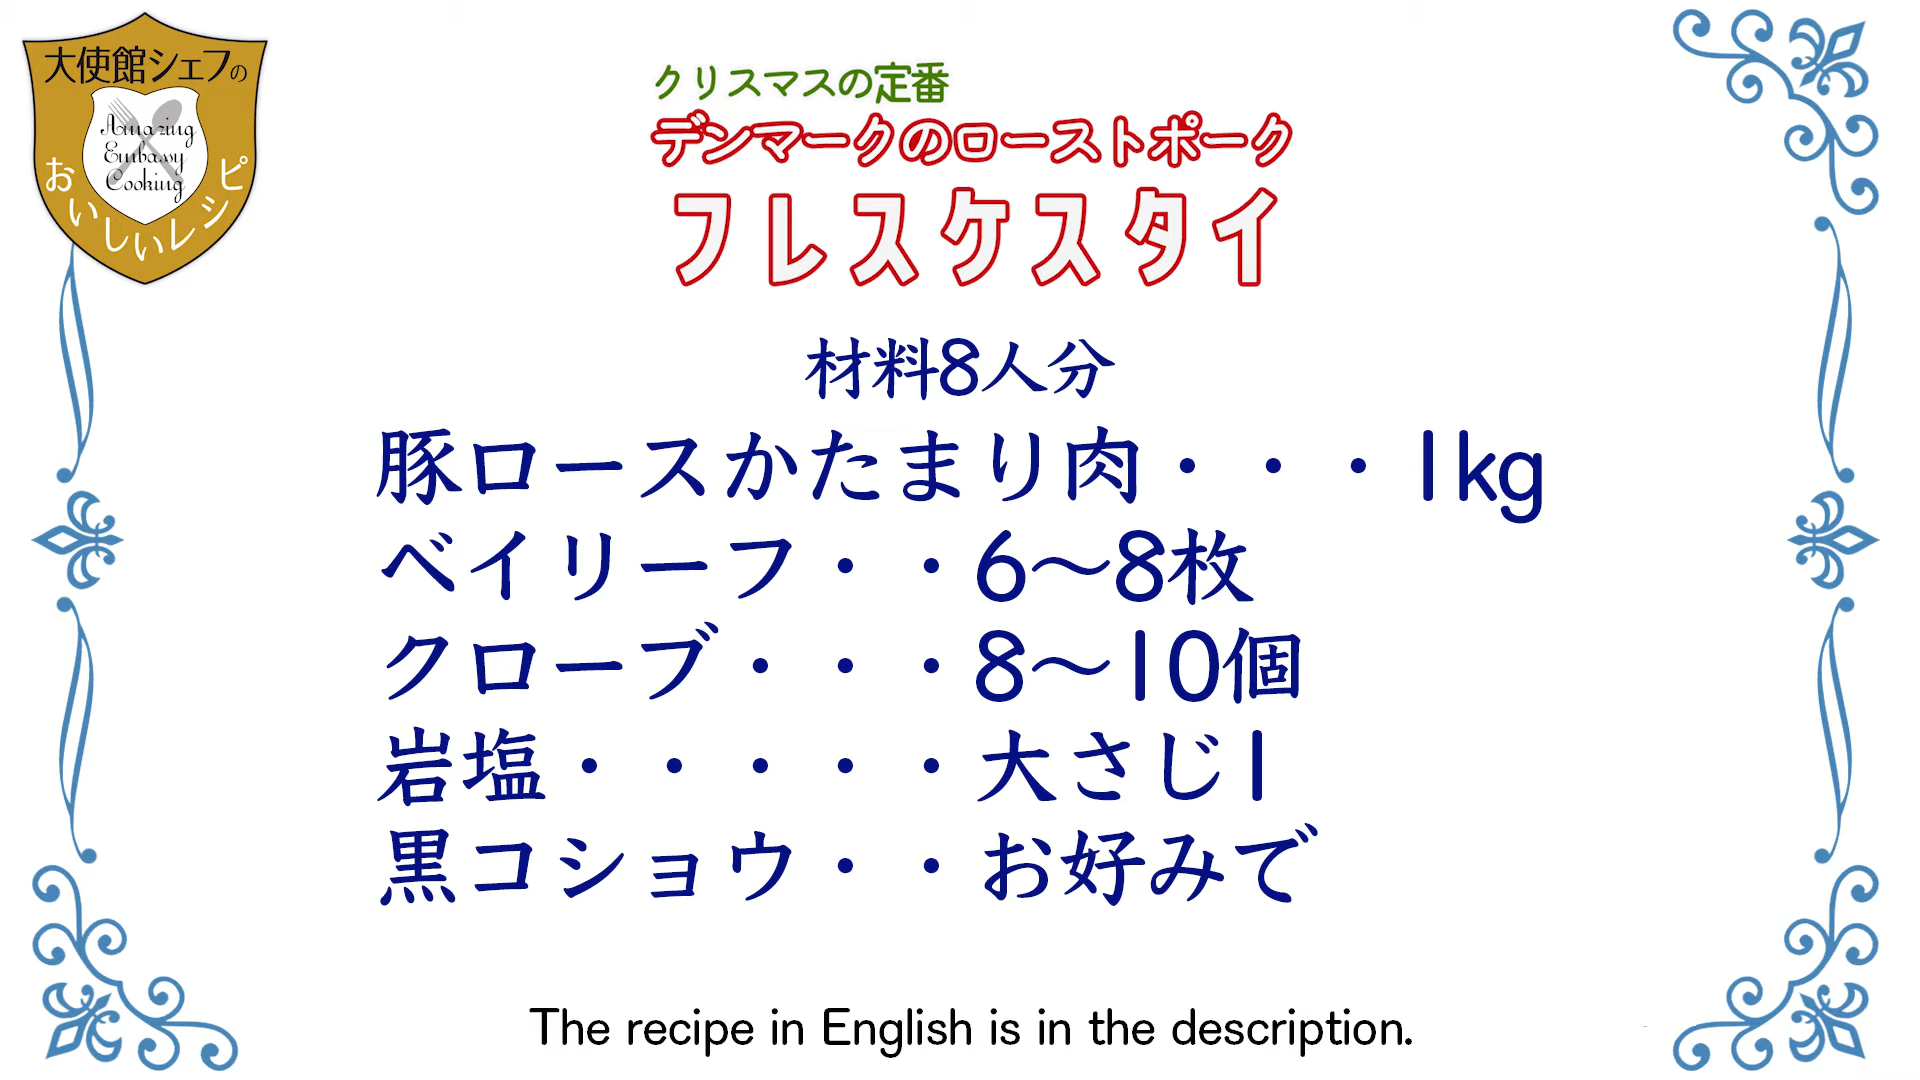 大使館シェフの
Amazing
Embassy
Cooking
おいしいレシピ
クリスマスの定番
デンマークのローストポーク
フレスケスタイ
材料8人分
豚ロースかたまり肉・・・1kg
ベイリーフ・・6〜8枚
クローブ・・・8〜10個
岩塩・・・・・大さじ1
黒コショウ・・お好みで
The recipe in English is in the description.